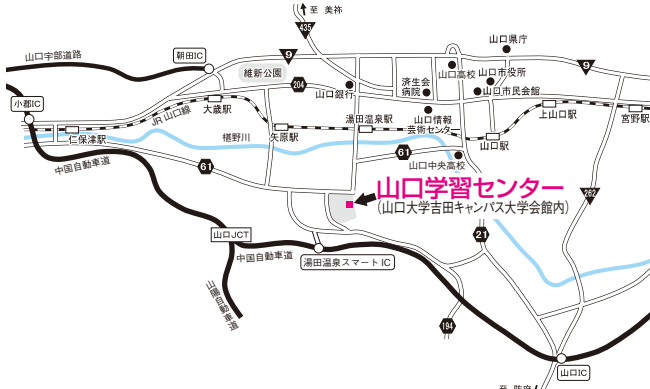 至 美祢
435
山口県庁
山口宇部道路
朝田IC
9
9
維新公園
山口高校
山口市役所
204
山口銀行
済生会
病院
山口市民会館
小郡IC
大歳駅
JR山口線
湯田温泉駅
山口情報
芸術センタ
上山口駅
宮野駅
仁保津駅
椹野川
矢原駅
山口駅
61
61
中国自動車道
山口中央高校
山口学習センター
(山口大学吉田キャンパス大学会館内)
262
山口JCT
21
中国自動車道
湯田温泉スマートIC
山陽自動車道
194
山口IC
至 防府